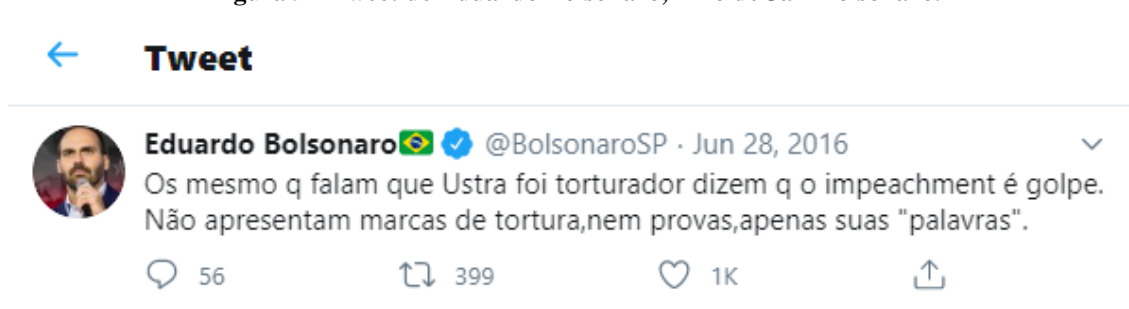 Tweet
Eduardo Bolsonaro @BolsonaroSP · Jun 28, 2016
Os mesmo q falam que Ustra foi torturador dizem q o impeachment é golpe.
Não apresentam marcas de tortura,nem provas,apenas suas "palavras".
56 399 1K